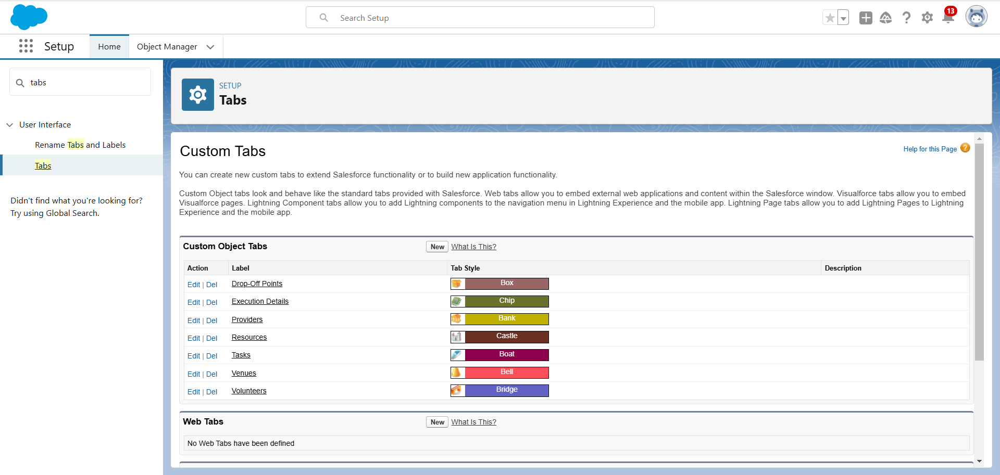 Search Setup
13
Setup
Home
Object Manager
tabs
User Interface
Rename Tabs and Labels
Tabs
Didn't find what you're looking for?
Try using Global Search.
SETUP
Tabs
Custom Tabs
Help for this Page ?
You can create new custom tabs to extend Salesforce functionality or to build new application functionality.
Custom Object tabs look and behave like the standard tabs provided with Salesforce. Web tabs allow you to embed external web applications and content within the Salesforce window. Visualforce tabs allow you to embed
Visualforce pages. Lightning Component tabs allow you to add Lightning components to the navigation menu in Lightning Experience and the mobile app. Lightning Page tabs allow you to add Lightning Pages to Lightning
Experience and the mobile app.
Custom Object Tabs New What Is This?
Action Label Tab Style Description
Edit | Del Drop-Off Points Box
Edit | Del Execution Details Chip
Edit | Del Providers Bank
Edit | Del Resources Castle
Edit | Del Tasks Boat
Edit | Del Venues Bell
Edit | Del Volunteers Bridge
Web Tabs New What Is This?
No Web Tabs have been defined